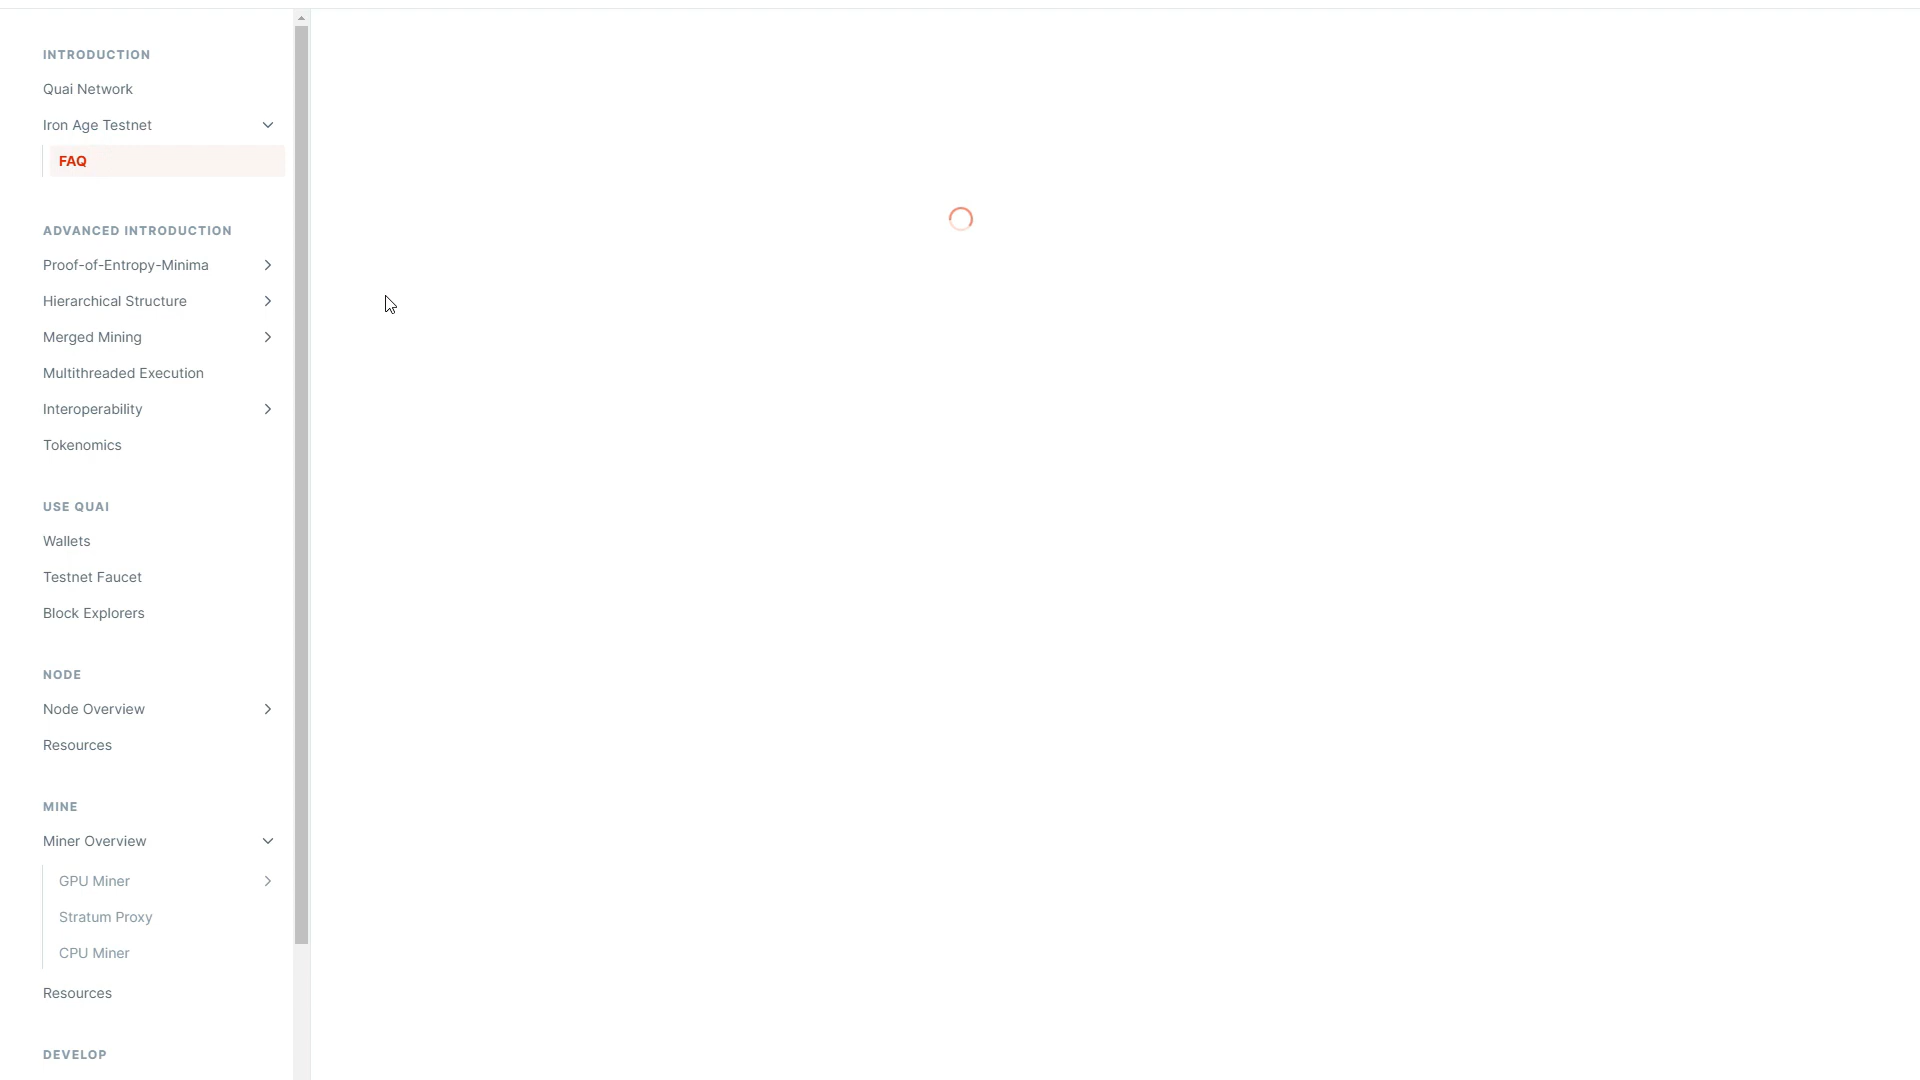 INTRODUCTION
Quai Network
Iron Age Testnet
FAQ
ADVANCED INTRODUCTION
Proof-of-Entropy-Minima
Hierarchical Structure
Merged Mining
Multithreaded Execution
Interoperability
Tokenomics
USE QUAI
Wallets
Testnet Faucet
Block Explorers
NODE
Node Overview
Resources
MINE
Miner Overview
GPU Miner
Stratum Proxy
CPU Miner
Resources
DEVELOP